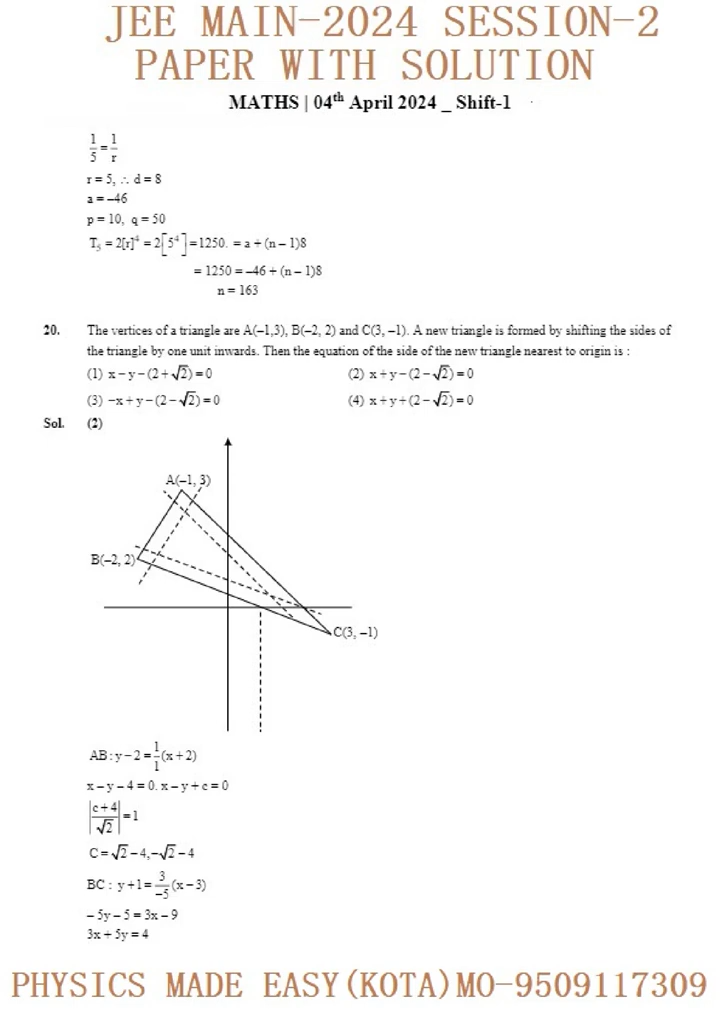 JEE MAIN-2024 SESSION-2
PAPER WITH SOLUTION
MATHS | 04th April 2024 _ Shift-1
1/5 = 1/r
r = 5, ∴ d = 8
a = –46
p = 10, q = 50
T₅ = 2[r]⁴ = 2[5⁴] = 1250. = a + (n – 1)8
= 1250 = –46 + (n – 1)8
n = 163
20. The vertices of a triangle are A(–1,3), B(–2, 2) and C(3, –1). A new triangle is formed by shifting the sides of
the triangle by one unit inwards. Then the equation of the side of the new triangle nearest to origin is :
(1) x – y – (2 + √2) = 0 (2) x + y – (2 – √2) = 0
(3) –x + y – (2 – √2) = 0 (4) x + y + (2 – √2) = 0
Sol. (2)
A(–1, 3)
B(–2, 2)
C(3, –1)
AB : y – 2 = 1/1 (x + 2)
x – y – 4 = 0. x – y + c = 0
|c + 4/√2| = 1
C = √2 – 4, –√2 – 4
BC : y + 1 = 3/–5 (x – 3)
– 5y – 5 = 3x – 9
3x + 5y = 4
PHYSICS MADE EASY(KOTA)MO-9509117309